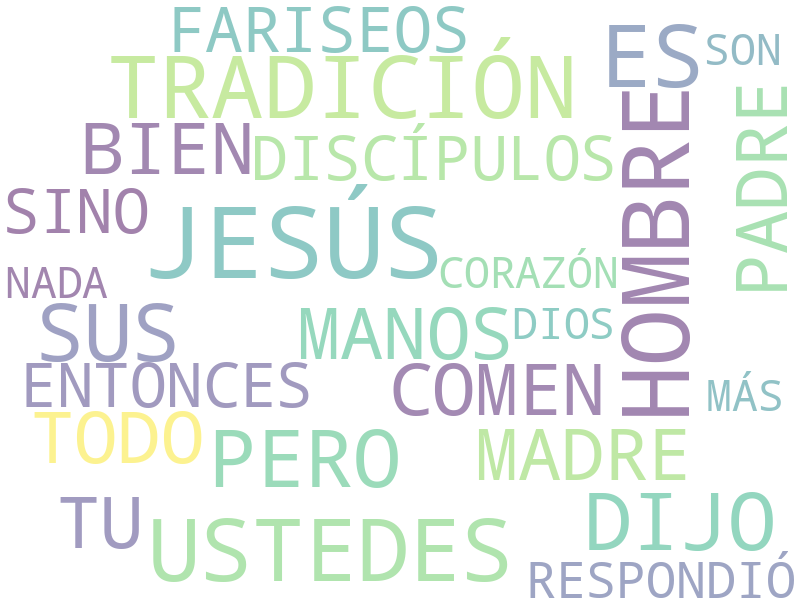 FARISEOS
ES
SON
TRADICIÓN
HOMBRE
PADRE
BIEN
DISCÍPULOS
SINO
JESÚS
CORAZÓN
NADA
SUS
MANOS
DIOS
ENTONCES
COMEN
MÁS
TODO
PERO
MADRE
TU
USTEDES
DIJO
RESPONDIÓ